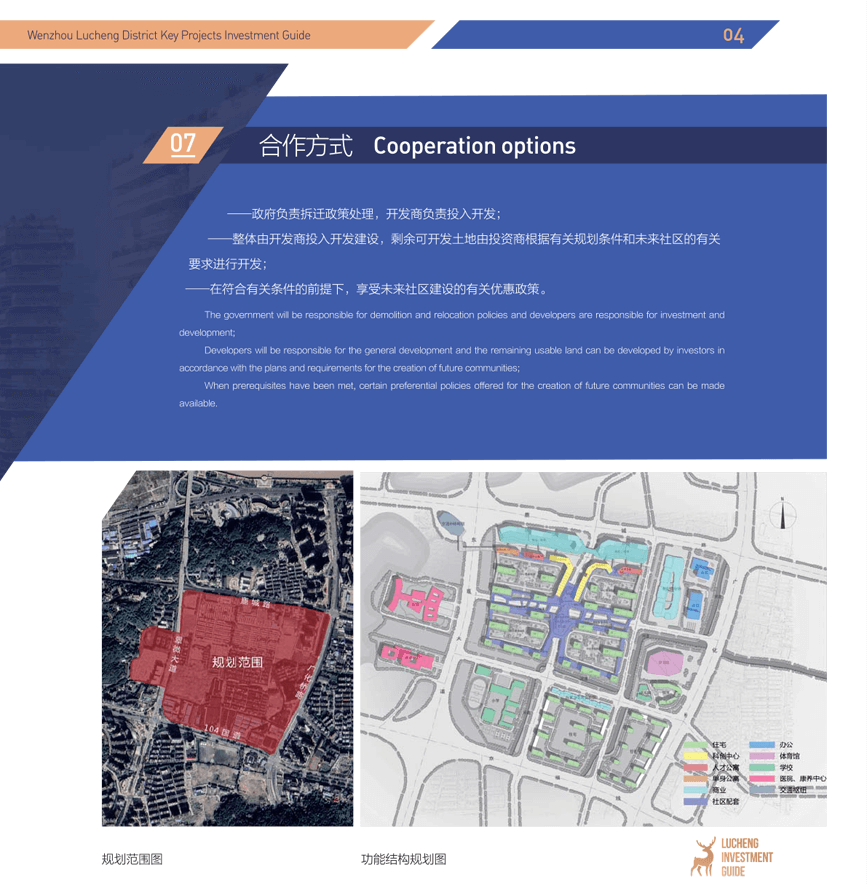 Wenzhou Lucheng District Key Projects Investment Guide
04
07
合作方式 Cooperation options
——政府负责拆迁政策处理，开发商负责投入开发；
——整体由开发商投入开发建设，剩余可开发土地由投资商根据有关规划条件和未来社区的有关
要求进行开发；
——在符合有关条件的前提下，享受未来社区建设的有关优惠政策。
The government will be responsible for demolition and relocation policies and developers are responsible for investment and
development;
Developers will be responsible for the general development and the remaining usable land can be developed by investors in
accordance with the plans and requirements for the creation of future communities;
When prerequisites have been met, certain preferential policies offered for the creation of future communities can be made
available.
规划范围
104国道
N
住宅
科创中心
人才公寓
单身公寓
商业
社区配套
办公
体育馆
学校
医院、康养中心
交通枢纽
规划范围图
功能结构规划图
LUCHENG
INVESTMENT
GUIDE